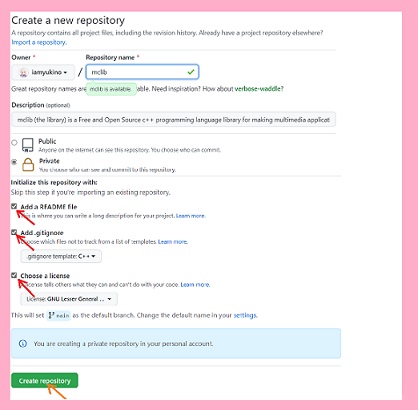 Create a new repository
A repository contains all project files, including the revision history. Already have a project repository elsewhere?
Import a repository.
Owner * Repository name *
iamyukino / mclib
Great repository names are mclib is available. able. Need inspiration? How about verbose-waddle?
Description (optional)
mclib (the library) is a Free and Open Source c++ programming language library for making multimedia applicat
Public
Anyone on the internet can see this repository. You choose who can commit.
Private
You choose who can see and commit to this repository.
Initialize this repository with:
Skip this step if you're importing an existing repository.
Add a README file
is is where you can write a long description for your project. Learn more.
Add .gitignore
oose which files not to track from a list of templates. Learn more.
.gitignore template: C++
Choose a license
license tells others what they can and can't do with your code. Learn more.
License: GNU Lesser General ...
This will set main as the default branch. Change the default name in your settings.
You are creating a private repository in your personal account.
Create repository